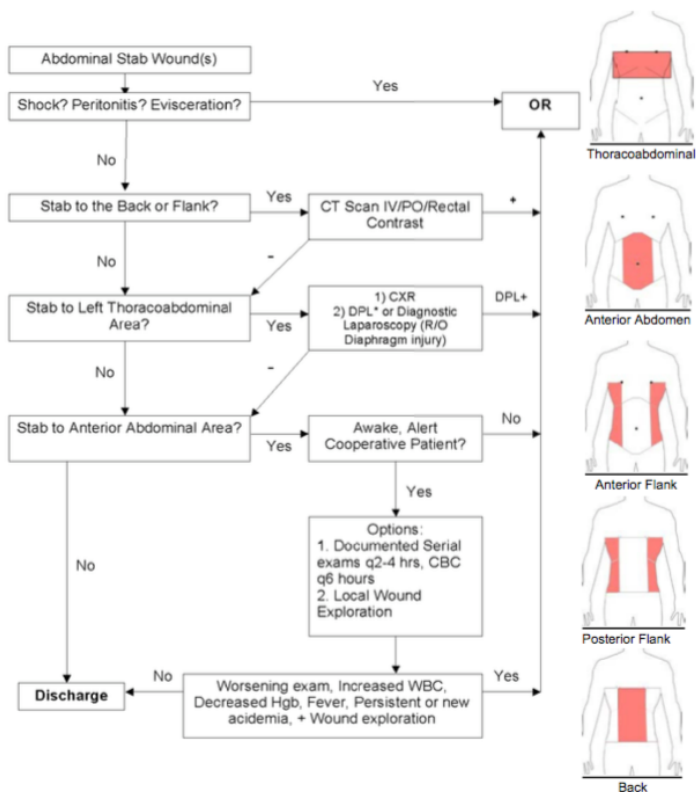 Abdominal Stab Wound(s)
Shock? Peritonitis? Evisceration?
Yes
OR
Thoracoabdominal
No
Stab to the Back or Flank?
Yes
CT Scan IV/PO/Rectal
Contrast
+
No
-
Anterior Abdomen
Stab to Left Thoracoabdominal
Area?
Yes
1) CXR
2) DPL* or Diagnostic
Laparoscopy (R/O
Diaphragm injury)
DPL+
No
-
Stab to Anterior Abdominal Area?
Yes
Awake, Alert
Cooperative Patient?
No
Anterior Flank
Yes
No
Options:
1. Documented Serial
exams q2-4 hrs, CBC
q6 hours
2. Local Wound
Exploration
Posterior Flank
Discharge
No
Worsening exam, Increased WBC,
Decreased Hgb, Fever, Persistent or new
acidemia, + Wound exploration
Yes
Back